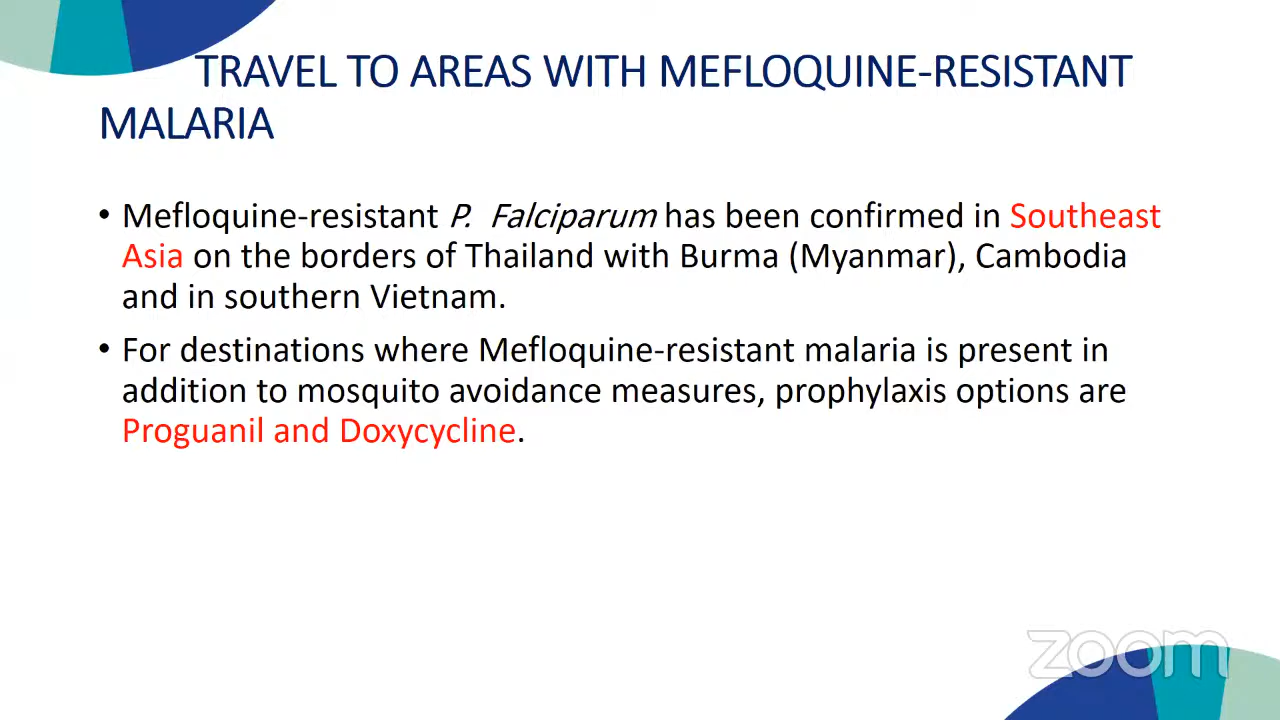 TRAVEL TO AREAS WITH MEFLOQUINE-RESISTANT
MALARIA
• Mefloquine-resistant P. Falciparum has been confirmed in Southeast
Asia on the borders of Thailand with Burma (Myanmar), Cambodia
and in southern Vietnam.
• For destinations where Mefloquine-resistant malaria is present in
addition to mosquito avoidance measures, prophylaxis options are
Proguanil and Doxycycline.
zoom